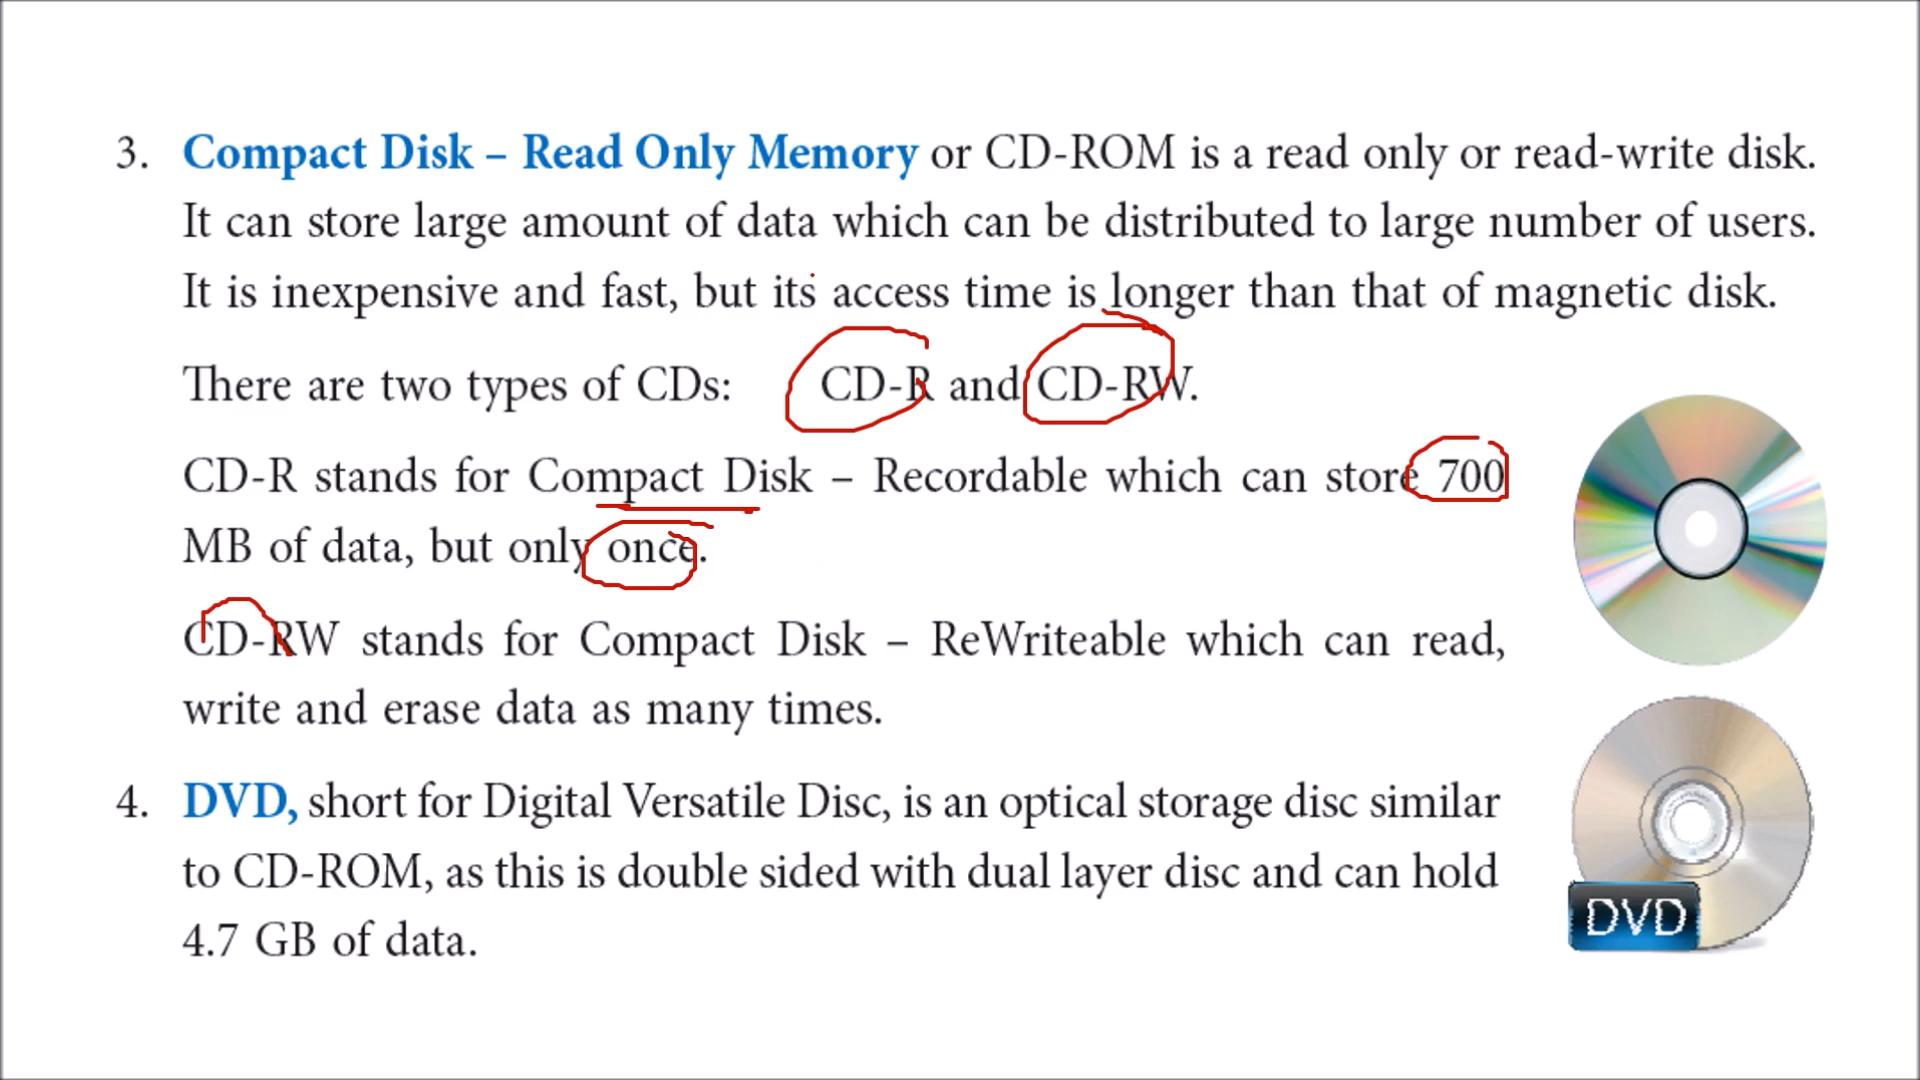 3. Compact Disk – Read Only Memory or CD-ROM is a read only or read-write disk.
It can store large amount of data which can be distributed to large number of users.
It is inexpensive and fast, but its access time is longer than that of magnetic disk.
There are two types of CDs: CD-R and CD-RW.
CD-R stands for Compact Disk – Recordable which can store 700
MB of data, but only once.
CD-RW stands for Compact Disk – ReWriteable which can read,
write and erase data as many times.
4. DVD, short for Digital Versatile Disc, is an optical storage disc similar
to CD-ROM, as this is double sided with dual layer disc and can hold
4.7 GB of data.
DVD